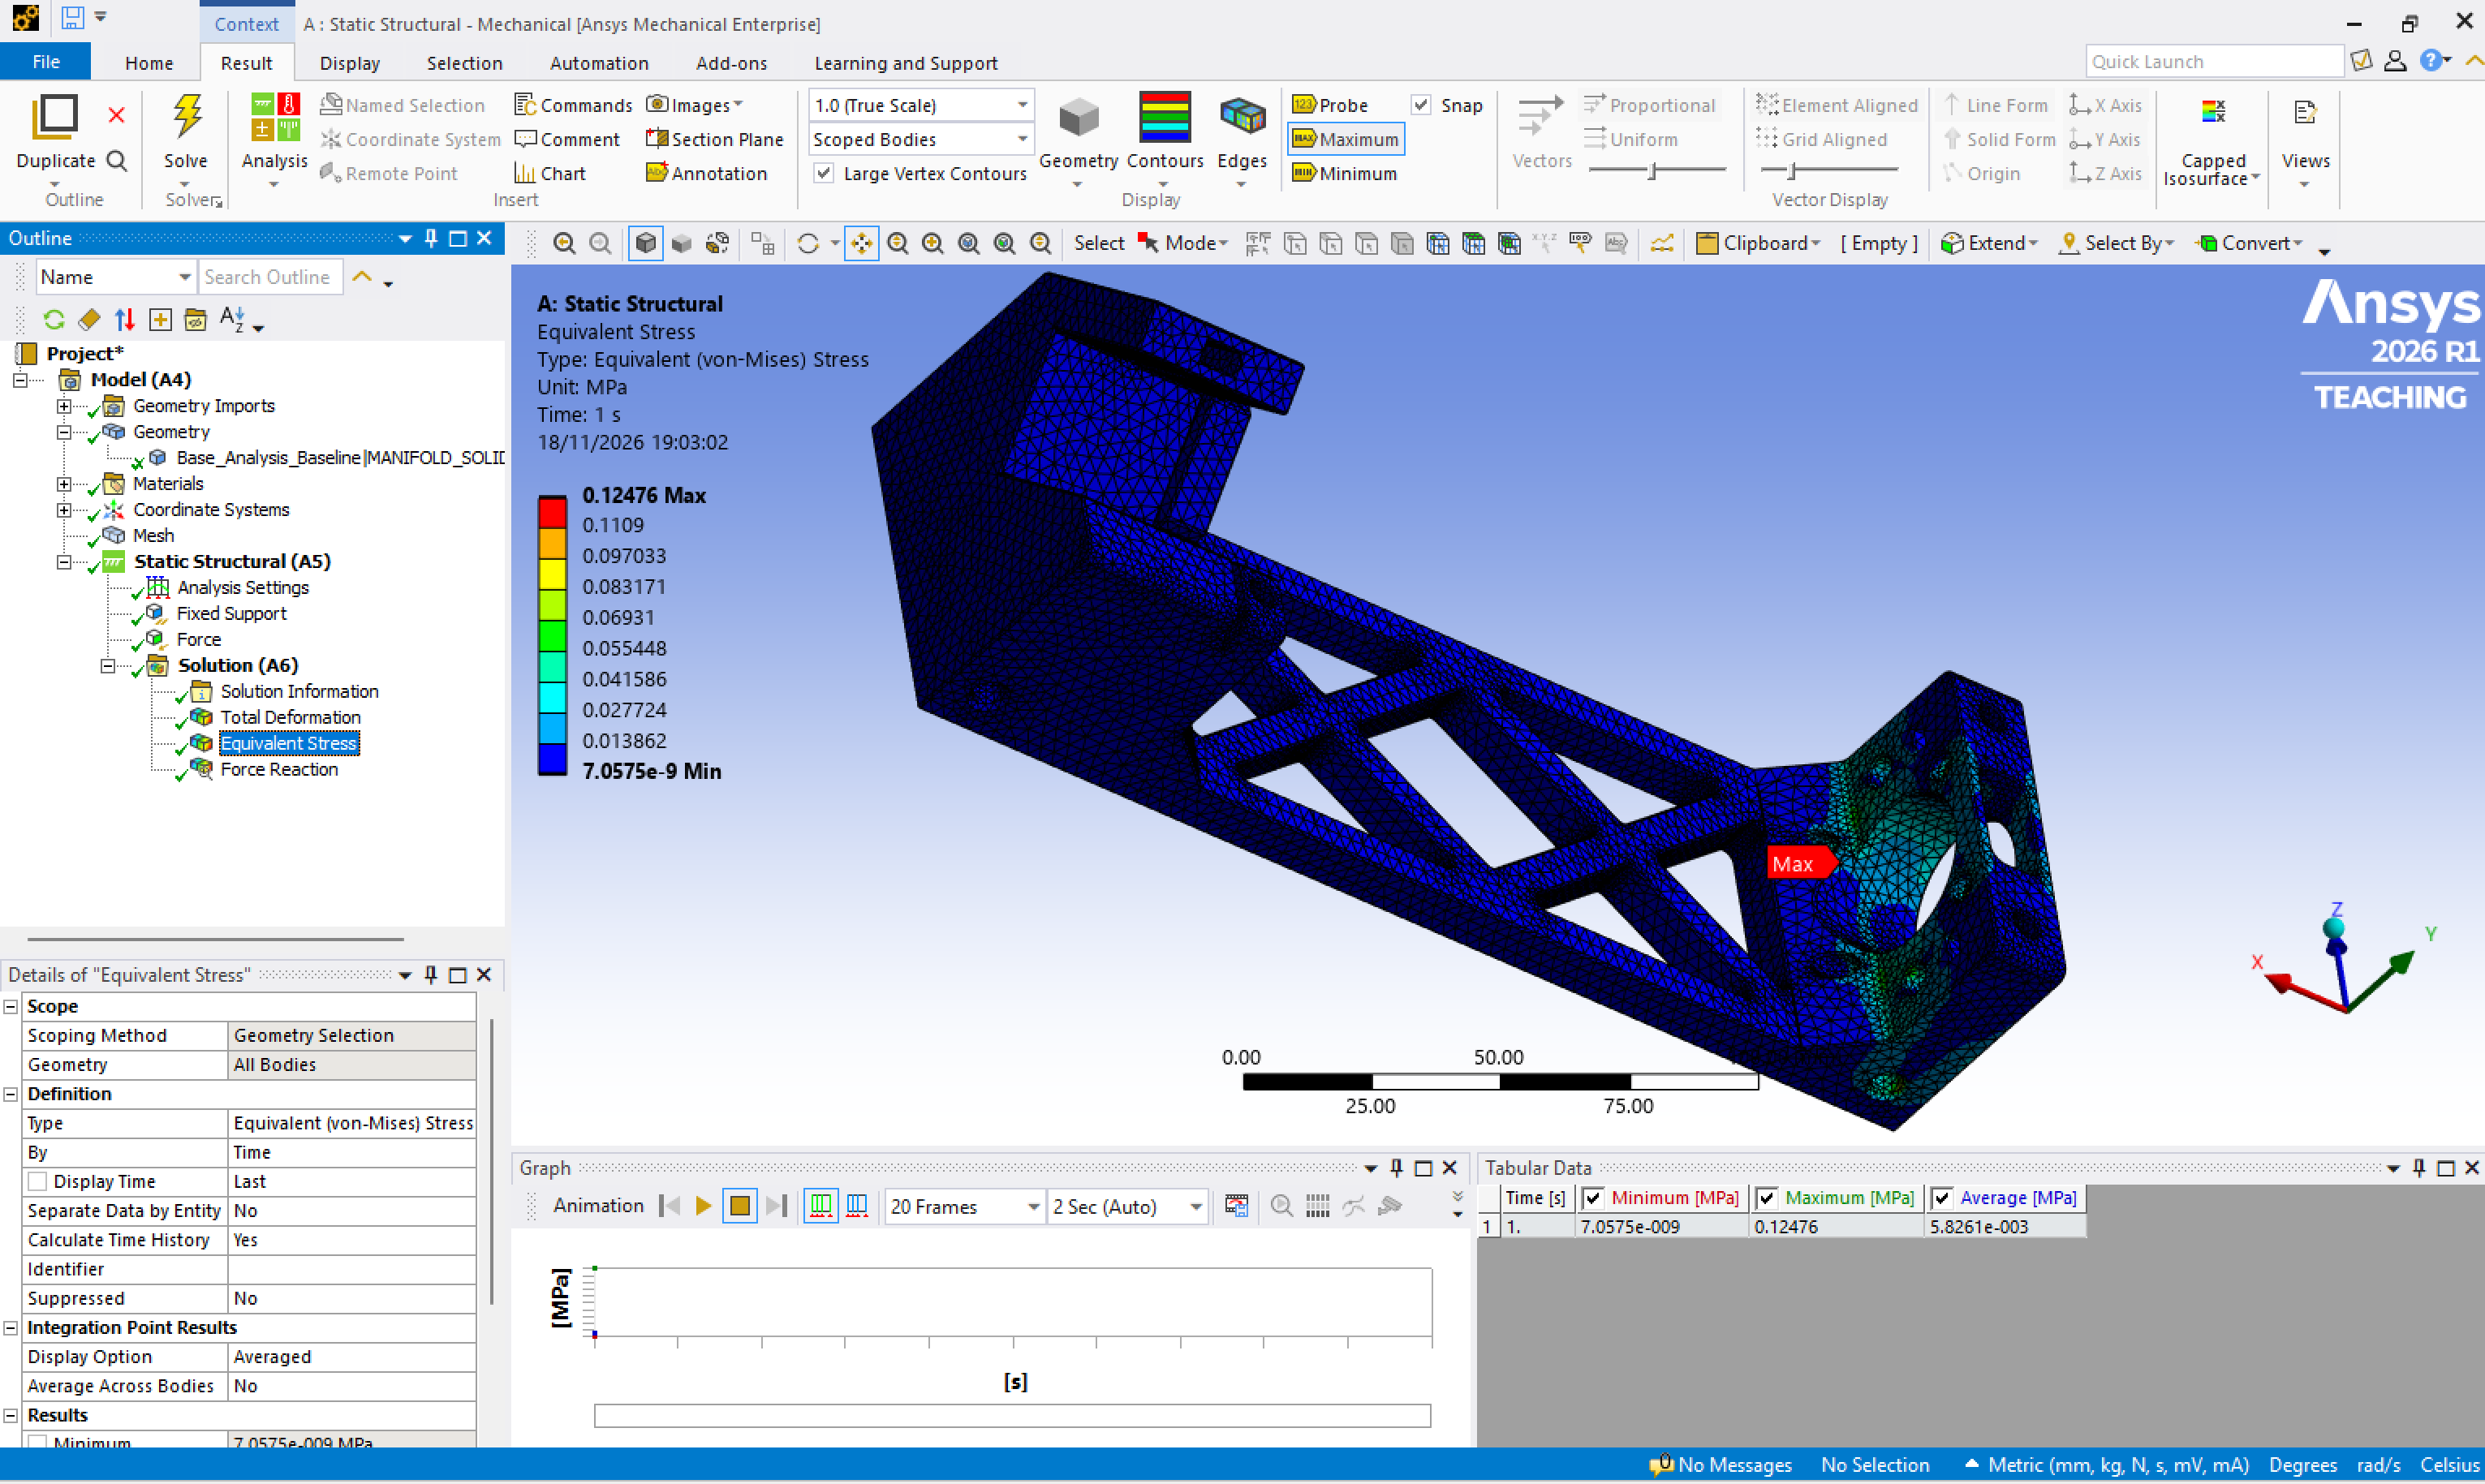 Context
A : Static Structural - Mechanical [Ansys Mechanical Enterprise]
File
Home
Result
Display
Selection
Automation
Add-ons
Learning and Support
Quick Launch
Duplicate
Outline
Solve
Solver
Analysis
Named Selection
Coordinate System
Remote Point
Commands
Comment
Chart
Images
Section Plane
Annotation
Insert
1.0 (True Scale)
Scoped Bodies
Large Vertex Contours
Geometry
Contours
Edges
Display
Probe
Maximum
Minimum
Snap
Vectors
Proportional
Uniform
Element Aligned
Grid Aligned
Line Form
Solid Form
Origin
X Axis
Y Axis
Z Axis
Vector Display
Capped
Isosurface
Views
Outline
Name
Search Outline
Select
Mode
Clipboard
[ Empty ]
Extend
Select By
Convert
Project*
Model (A4)
Geometry Imports
Geometry
Base_Analysis_Baseline|MANIFOLD_SOLID
Materials
Coordinate Systems
Mesh
Static Structural (A5)
Analysis Settings
Fixed Support
Force
Solution (A6)
Solution Information
Total Deformation
Equivalent Stress
Force Reaction
A: Static Structural
Equivalent Stress
Type: Equivalent (von-Mises) Stress
Unit: MPa
Time: 1 s
18/11/2026 19:03:02
0.12476 Max
0.1109
0.097033
0.083171
0.06931
0.055448
0.041586
0.027724
0.013862
7.0575e-9 Min
Ansys
2026 R1
TEACHING
Max
Z
Y
X
0.00
50.00
25.00
75.00
Details of "Equivalent Stress"
Scope
Scoping Method Geometry Selection
Geometry All Bodies
Definition
Type Equivalent (von-Mises) Stress
By Time
Display Time Last
Separate Data by Entity No
Calculate Time History Yes
Identifier
Suppressed No
Integration Point Results
Display Option Averaged
Average Across Bodies No
Results
Minimum 7.0575e-009 MPa
Graph
Animation
20 Frames
2 Sec (Auto)
[MPa]
[s]
Tabular Data
Time [s] Minimum [MPa] Maximum [MPa] Average [MPa]
1 1. 7.0575e-009 0.12476 5.8261e-003
No Messages
No Selection
Metric (mm, kg, N, s, mV, mA)
Degrees
rad/s
Celsius